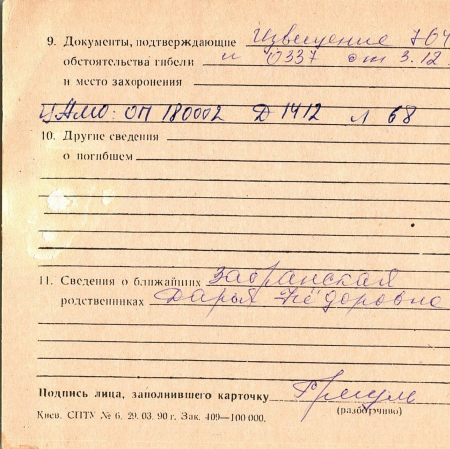 9. Документы, подтверждающие Извещение 764
обстоятельства гибели и 0337 от 3.12
и место захоронения
ЦАМО: ОП 180002 Д 1412 Л 68
10. Другие сведения
о погибшем
11. Сведения о ближайших Забранская
родственниках Дарья Фёдоровна
Подпись лица, заполнившего карточку
(разборчиво)
Киев. СПТУ № 6. 29. 03. 90 г. Зак. 409—100 000.